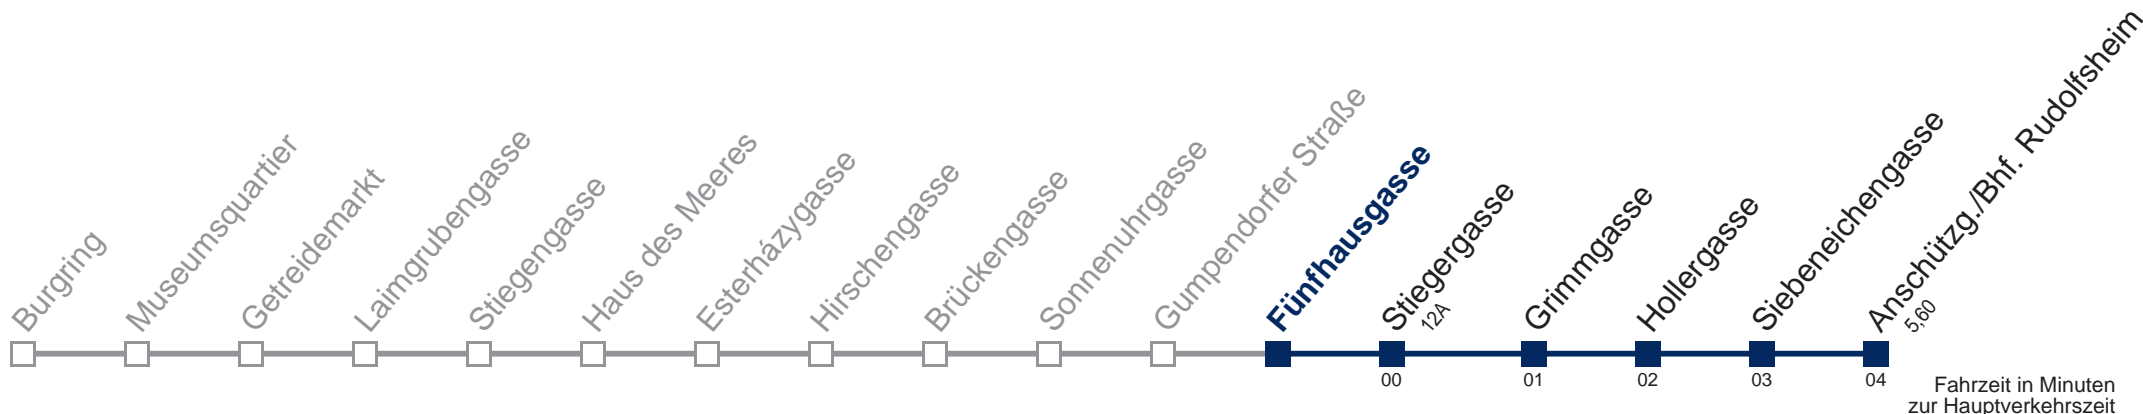 Burgring
Museumsquartier
Getreidemarkt
Laimgrubengasse
Stiegengasse
Haus des Meeres
Esterházygasse
Hirschengasse
Brückengasse
Sonnenuhrgasse
Gumpendorfer Straße
Fünfhausgasse
Stiegergasse
12A
Grimmgasse
Hollergasse
Siebeneichengasse
Anschützg./Bhf. Rudolfsheim
5,60
00
01
02
03
04
Fahrzeit in Minuten
zur Hauptverkehrszeit